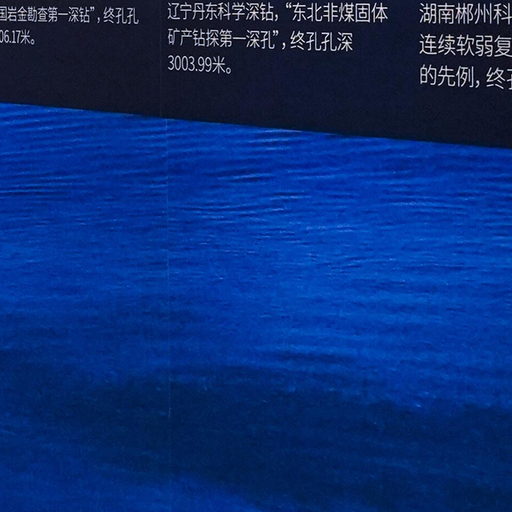 国岩金勘查第一深钻”，终孔孔
06.17米。
辽宁丹东科学深钻，“东北非煤固体
矿产钻探第一深孔”，终孔孔深
3003.99米。
湖南郴州科
连续软弱复
的先例，终孔